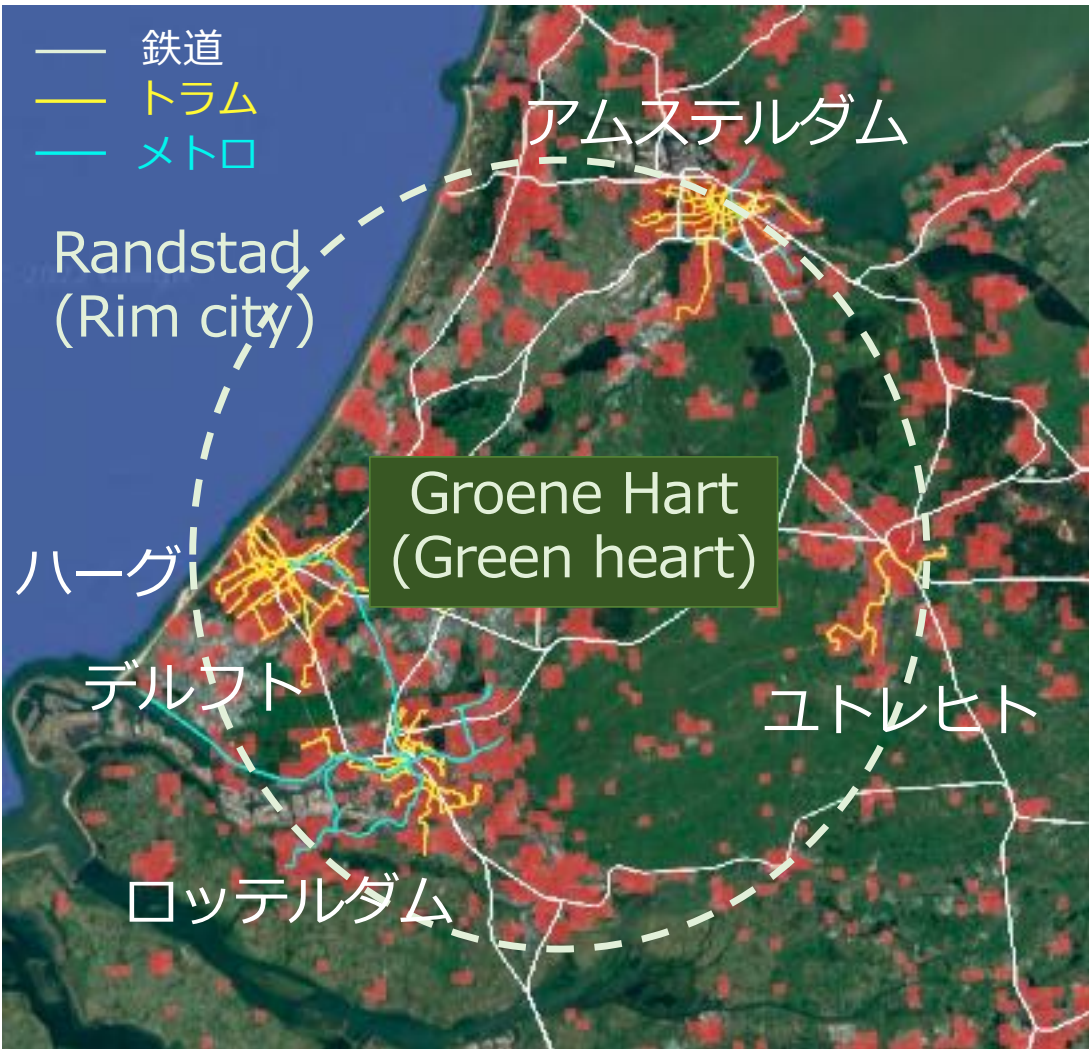 鉄道
トラム
メトロ
アムステルダム
Randstad
(Rim city)
Groene Hart
(Green heart)
ハーグ
デルフト
ユトレヒト
ロッテルダム